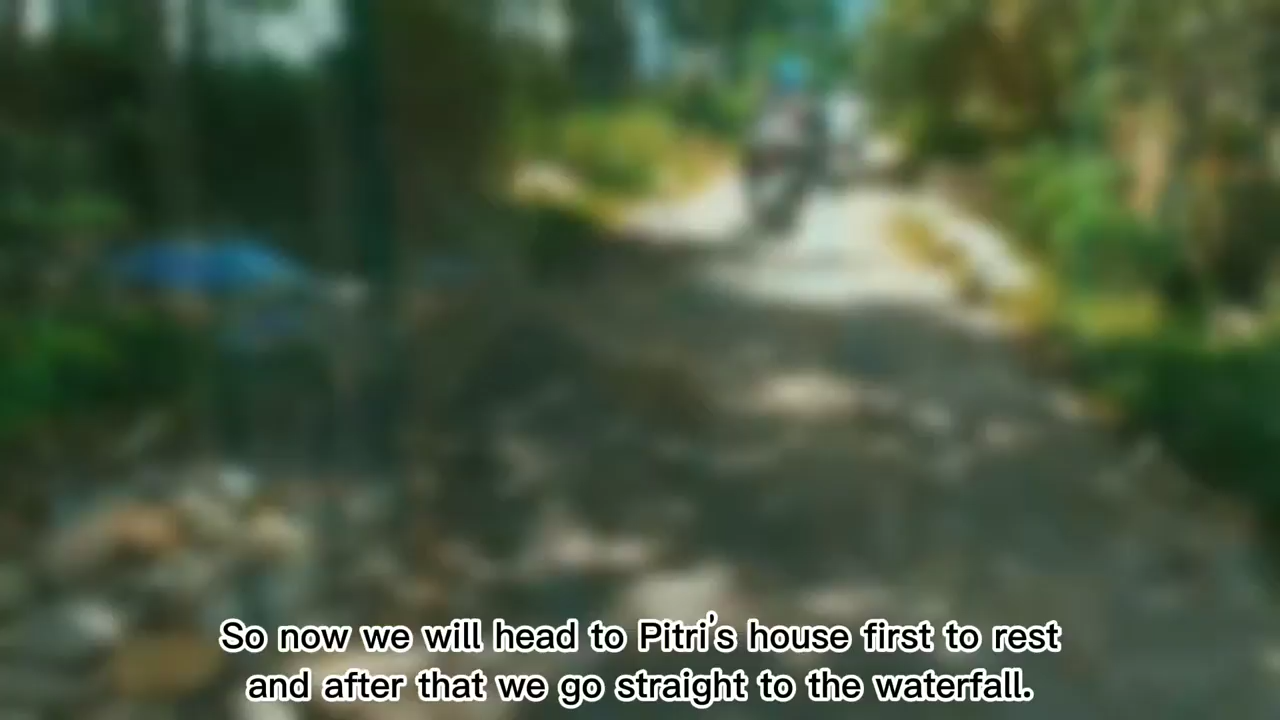 So now we will head to Pitri's house first to rest
and after that we go straight to the waterfall.